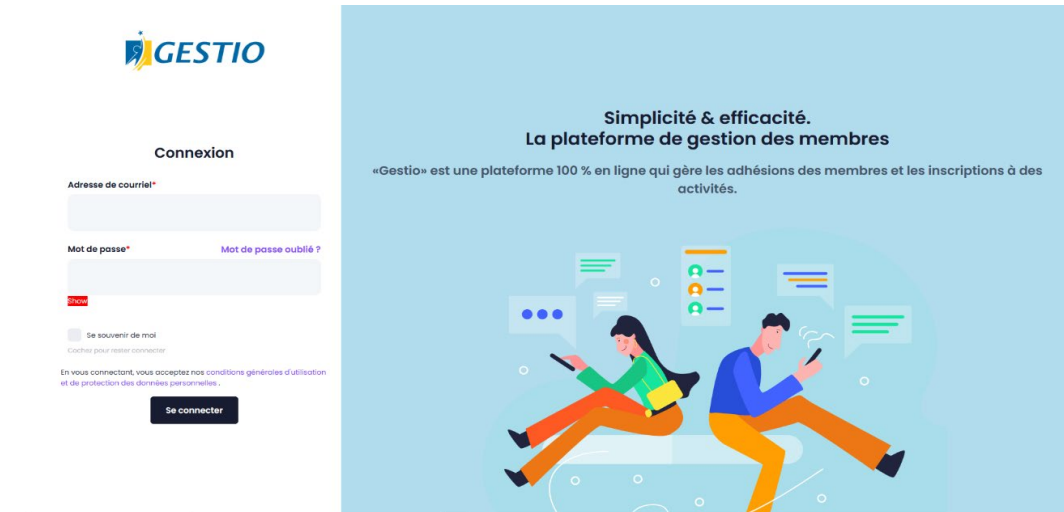 GESTIO
Connexion
Adresse de courriel*
Mot de passe*
Mot de passe oublié ?
Show
Se souvenir de moi
Cocher pour rester connecter
En vous connectant, vous acceptez nos conditions générales d'utilisation
et de protection des données personnelles .
Se connecter
Simplicité & efficacité.
La plateforme de gestion des membres
«Gestio» est une plateforme 100 % en ligne qui gère les adhésions des membres et les inscriptions à des
activités.